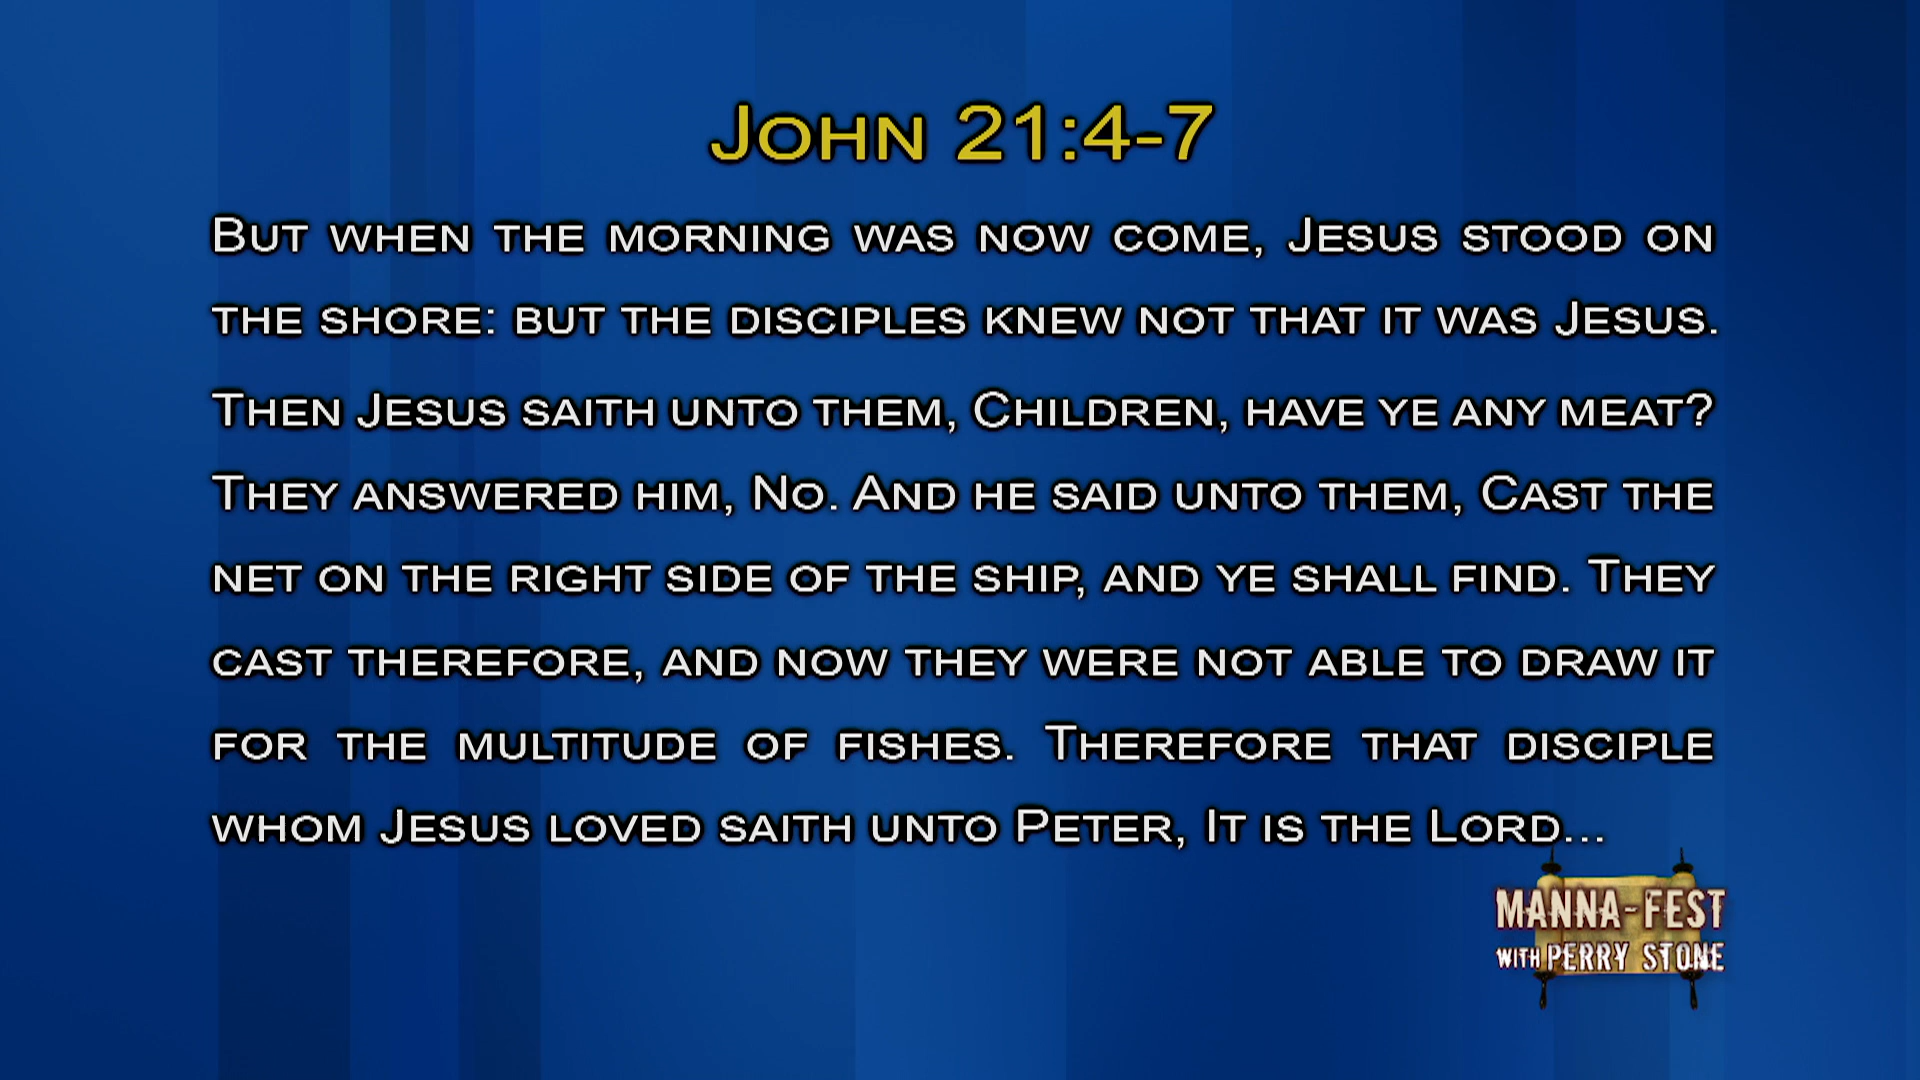 John 21:4-7
But when the morning was now come, Jesus stood on
the shore: but the disciples knew not that it was Jesus.
Then Jesus saith unto them, Children, have ye any meat?
They answered him, No. And he said unto them, Cast the
net on the right side of the ship, and ye shall find. They
cast therefore, and now they were not able to draw it
for the multitude of fishes. Therefore that disciple
whom Jesus loved saith unto Peter, It is the Lord...
MANNA-FEST
WITH PERRY STONE